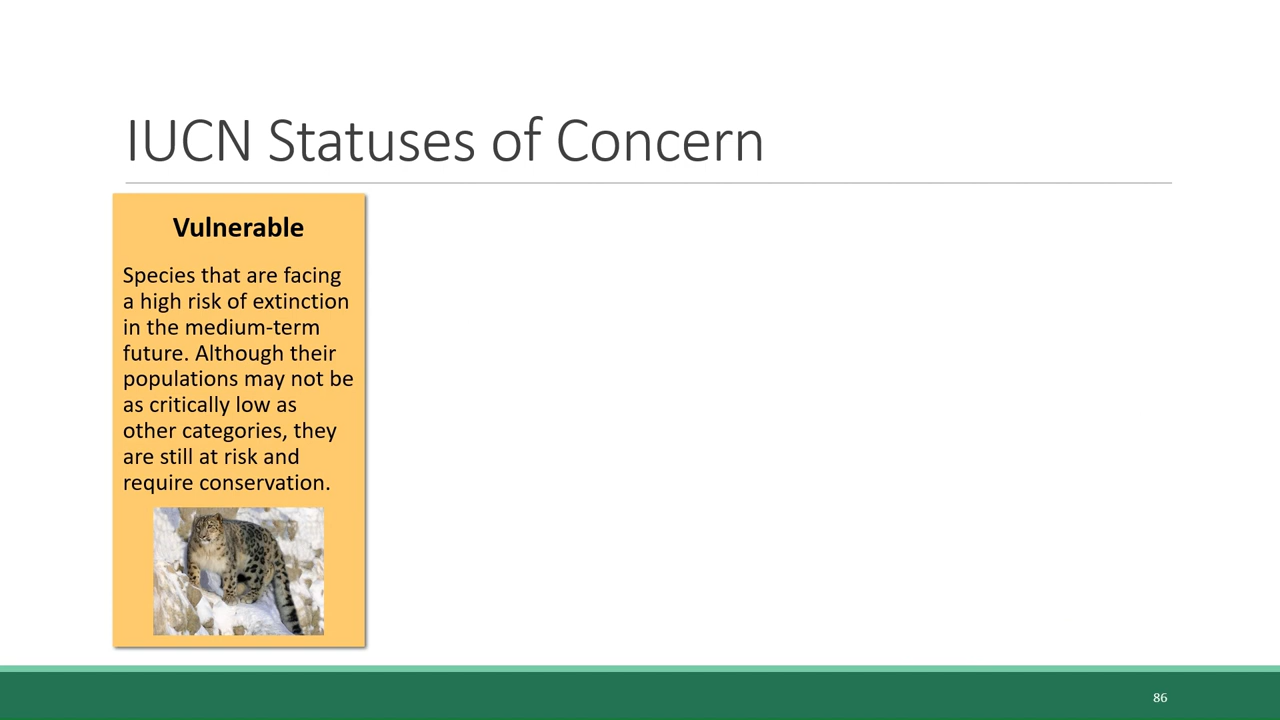 IUCN Statuses of Concern
Vulnerable
Species that are facing
a high risk of extinction
in the medium-term
future. Although their
populations may not be
as critically low as
other categories, they
are still at risk and
require conservation.
86